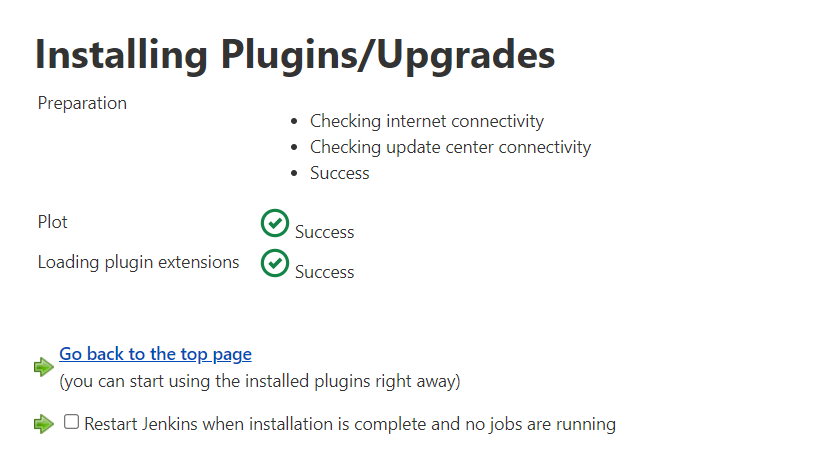 Installing Plugins/Upgrades
Preparation
Checking internet connectivity
Checking update center connectivity
Success
Plot
Success
Loading plugin extensions
Success
Go back to the top page
(you can start using the installed plugins right away)
Restart Jenkins when installation is complete and no jobs are running